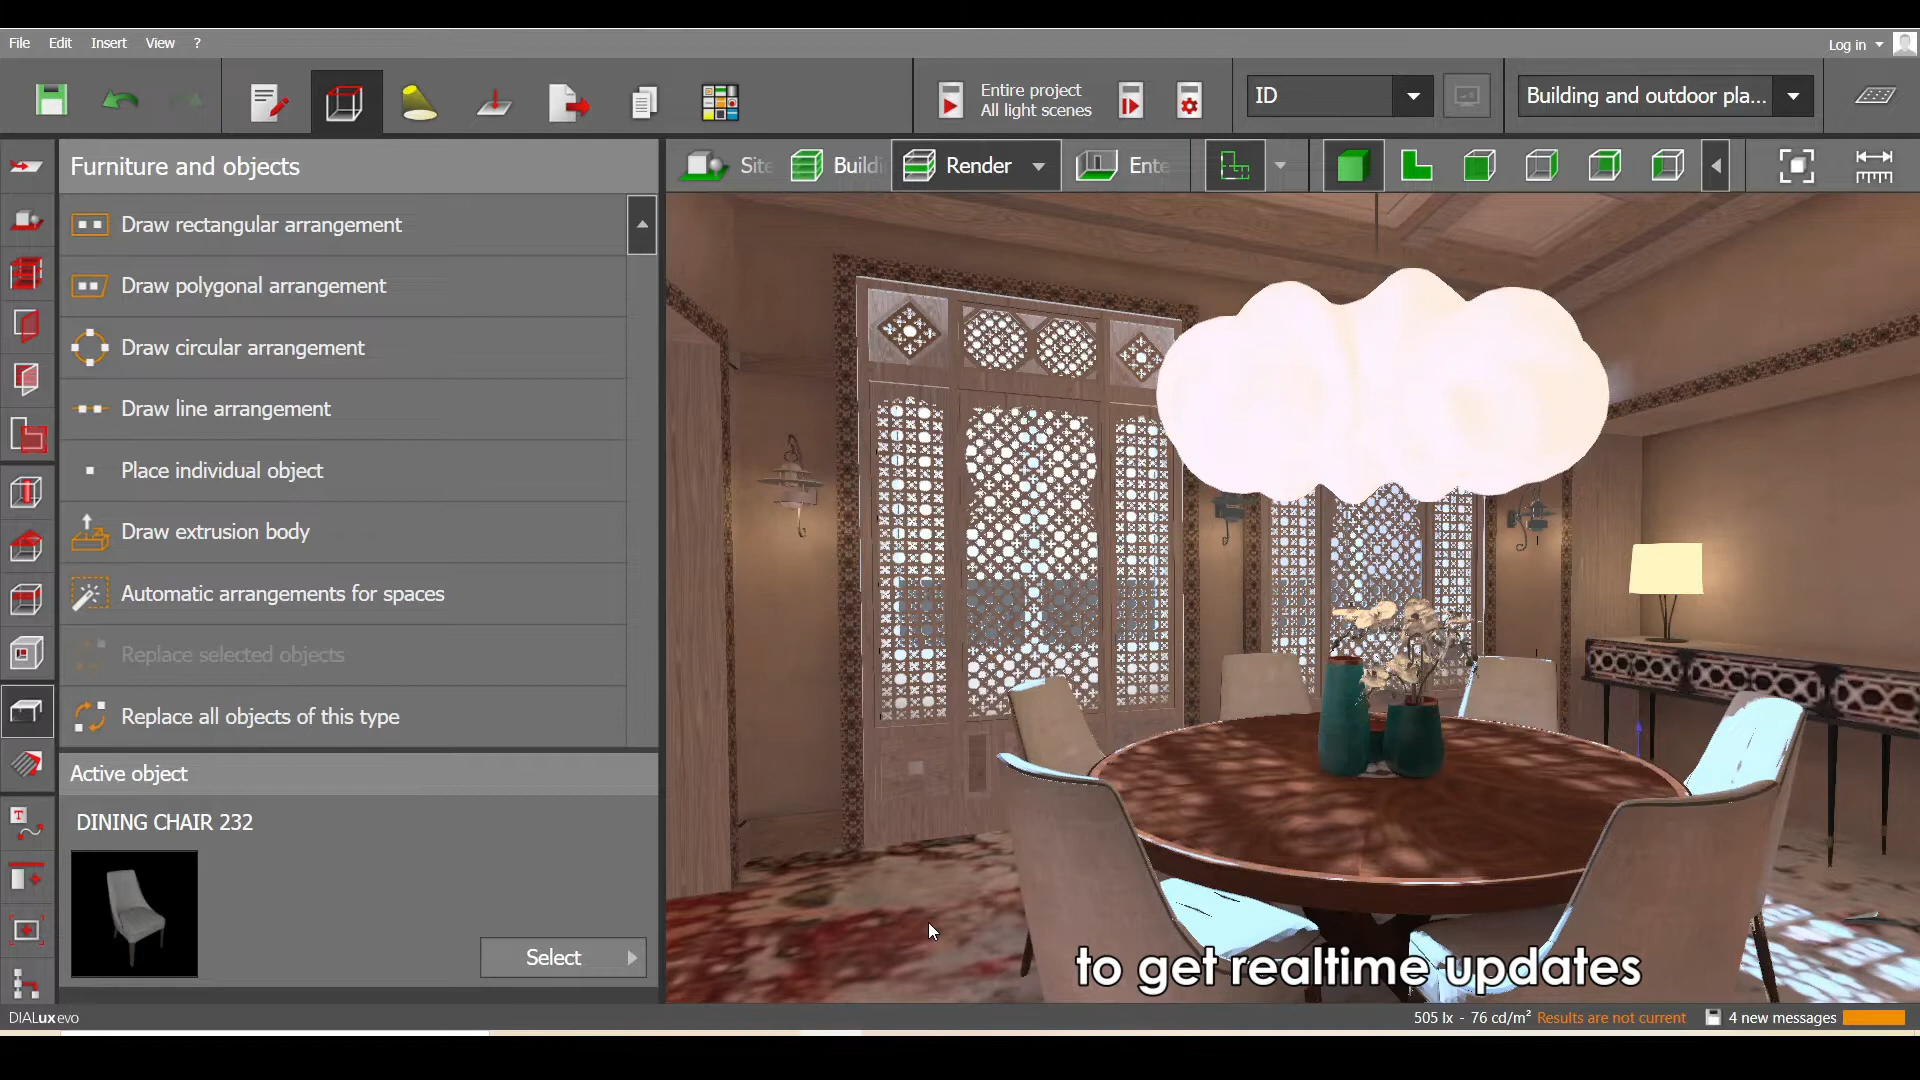 File Edit Insert View ?
Log in
Entire project
All light scenes
ID
Building and outdoor pla...
Furniture and objects
Site
Buildi
Render
Ente
Draw rectangular arrangement
Draw polygonal arrangement
Draw circular arrangement
Draw line arrangement
Place individual object
Draw extrusion body
Automatic arrangements for spaces
Replace selected objects
Replace all objects of this type
Active object
DINING CHAIR 232
Select
to get realtime updates
DIALux evo
505 lx - 76 cd/m² Results are not current
4 new messages